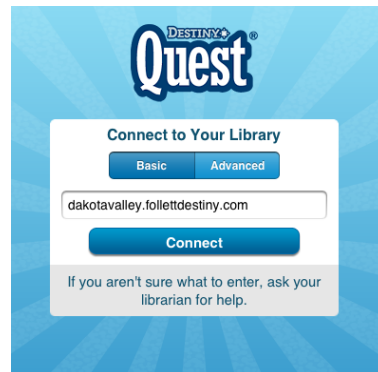 DESTINY®
Quest
Connect to Your Library
Basic Advanced
dakotavalley.follettdestiny.com
Connect
If you aren't sure what to enter, ask your
librarian for help.